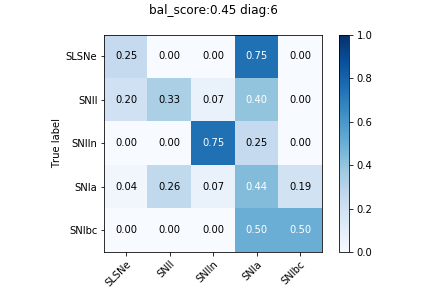 bal_score:0.45 diag:6
SLSNe 0.25 0.00 0.00 0.75 0.00
SNII 0.20 0.33 0.07 0.40 0.00
SNIIn 0.00 0.00 0.75 0.25 0.00
SNIa 0.04 0.26 0.07 0.44 0.19
SNIbc 0.00 0.00 0.00 0.50 0.50
SLSNe SNII SNIIn SNIa SNIbc
True label
1.0
0.8
0.6
0.4
0.2
0.0